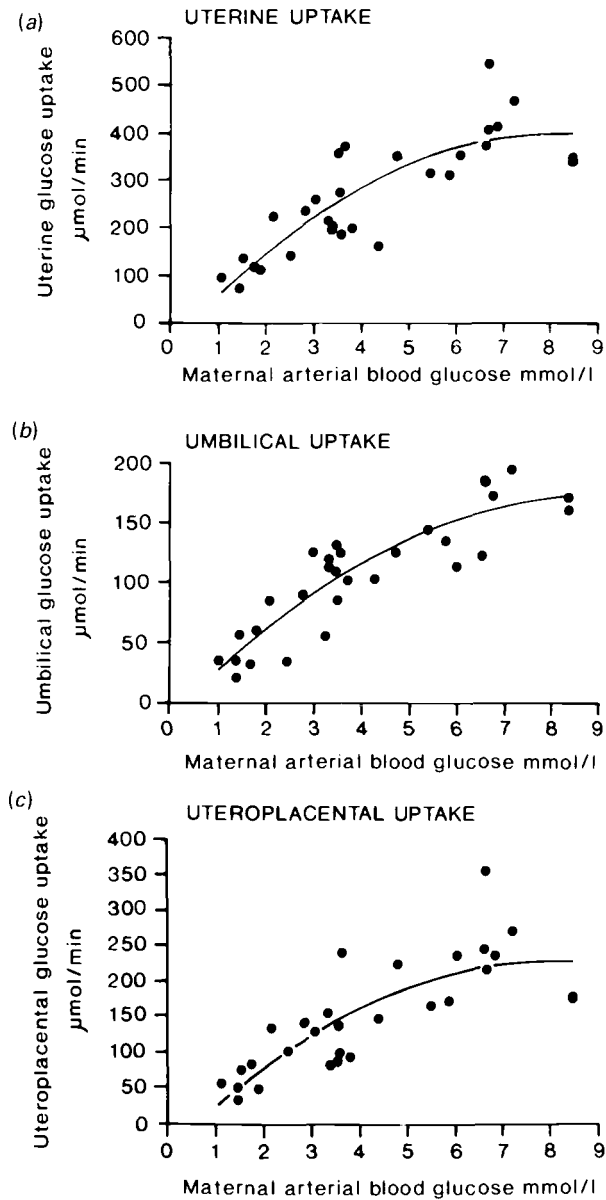 (a)
UTERINE UPTAKE
Uterine glucose uptake
μmol/min
600
500
400
300
200
100
0
0 1 2 3 4 5 6 7 8 9
Maternal arterial blood glucose mmol/l
(b)
UMBILICAL UPTAKE
Umbilical glucose uptake
μmol/min
200
150
100
50
0
0 1 2 3 4 5 6 7 8 9
Maternal arterial blood glucose mmol/l
(c)
UTEROPLACENTAL UPTAKE
Uteroplacental glucose uptake
μmol/min
400
350
300
250
200
150
100
50
0
0 1 2 3 4 5 6 7 8 9
Maternal arterial blood glucose mmol/l